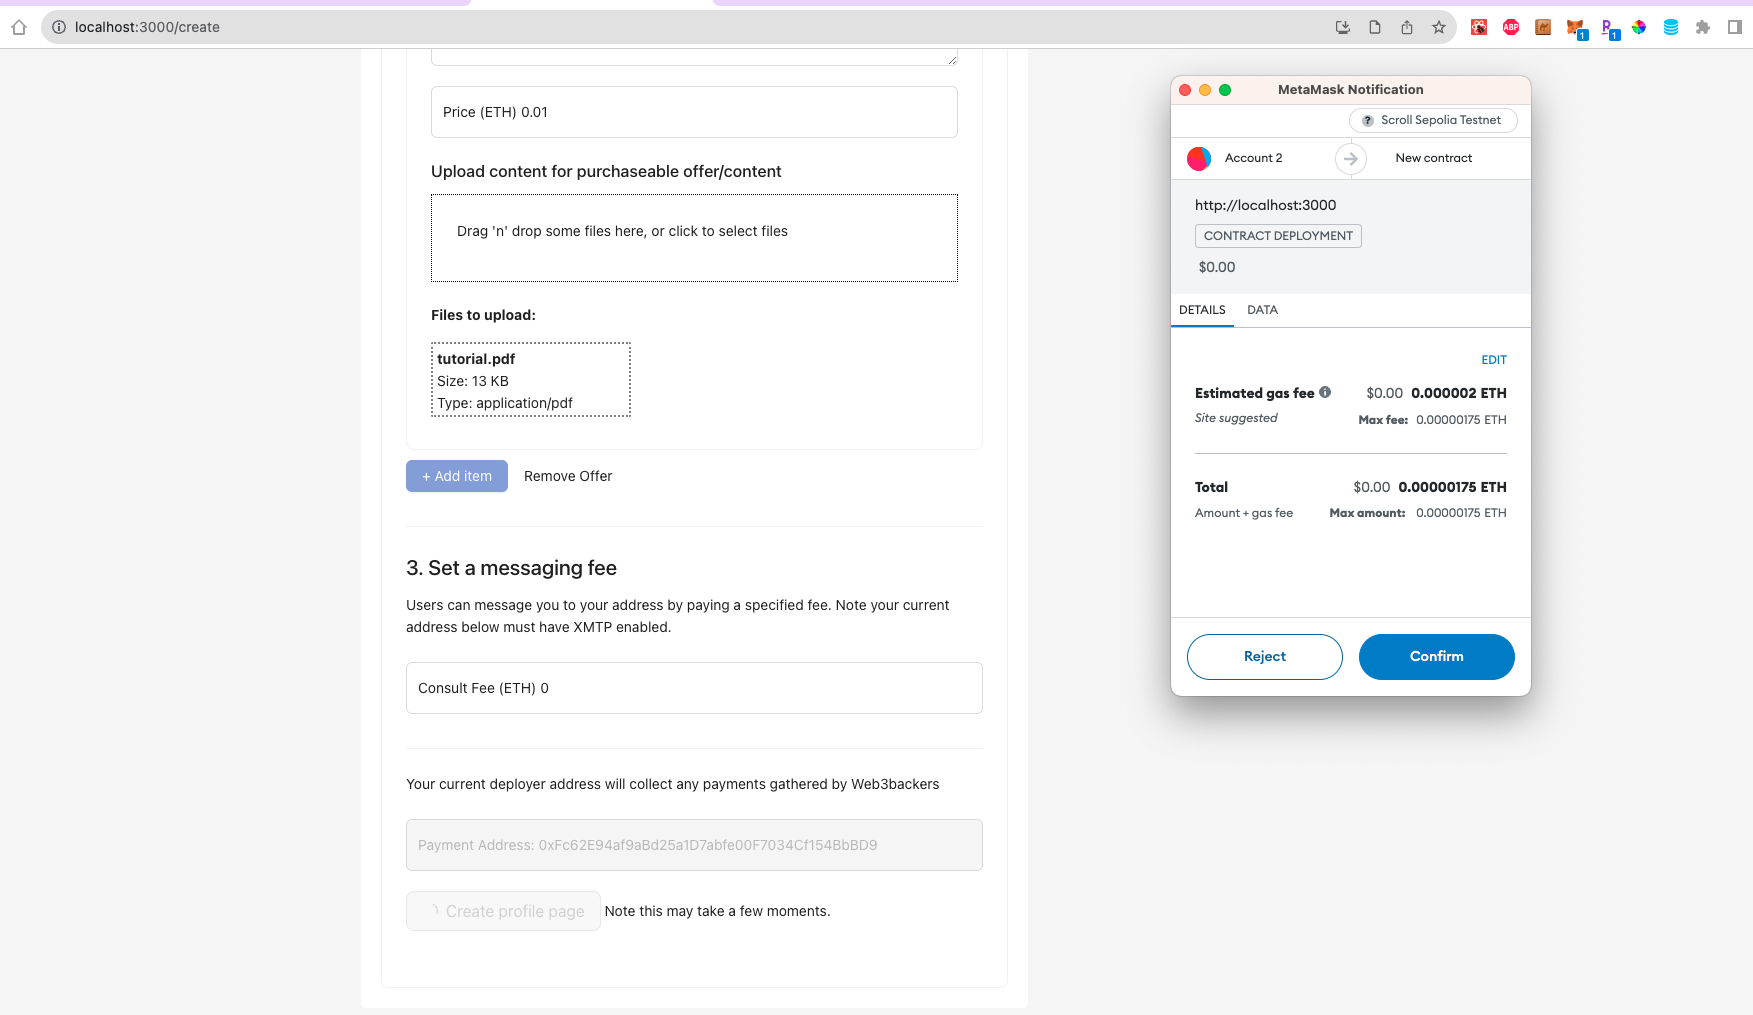 localhost:3000/create
ABP
1
1
Price (ETH) 0.01
Upload content for purchaseable offer/content
Drag 'n' drop some files here, or click to select files
Files to upload:
tutorial.pdf
Size: 13 KB
Type: application/pdf
+ Add item
Remove Offer
3. Set a messaging fee
Users can message you to your address by paying a specified fee. Note your current
address below must have XMTP enabled.
Consult Fee (ETH) 0
Your current deployer address will collect any payments gathered by Web3backers
Payment Address: 0xFc62E94af9aBd25a1D7abfe00F7034Cf154BbBD9
Create profile page
Note this may take a few moments.
MetaMask Notification
? Scroll Sepolia Testnet
Account 2
New contract
http://localhost:3000
CONTRACT DEPLOYMENT
$0.00
DETAILS
DATA
EDIT
Estimated gas fee
$0.00 0.000002 ETH
Site suggested
Max fee: 0.00000175 ETH
Total
$0.00 0.00000175 ETH
Amount + gas fee
Max amount: 0.00000175 ETH
Reject
Confirm